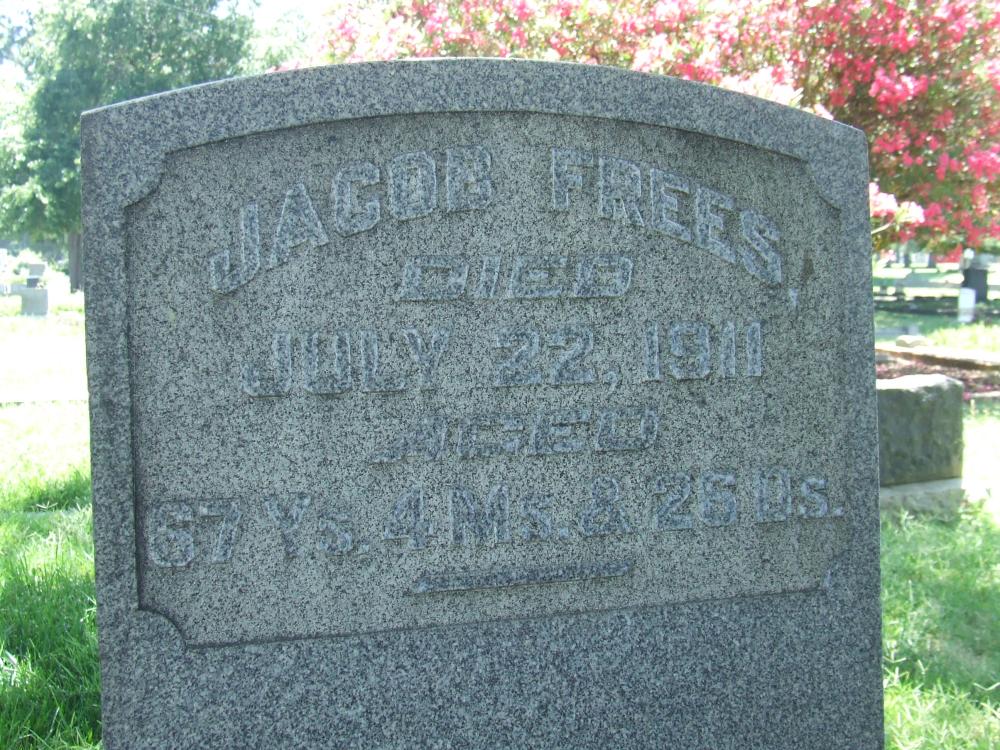 JACOB FREES,
DIED
JULY 22, 1911
AGED
67 Ys. 4 Ms. & 26 Ds.